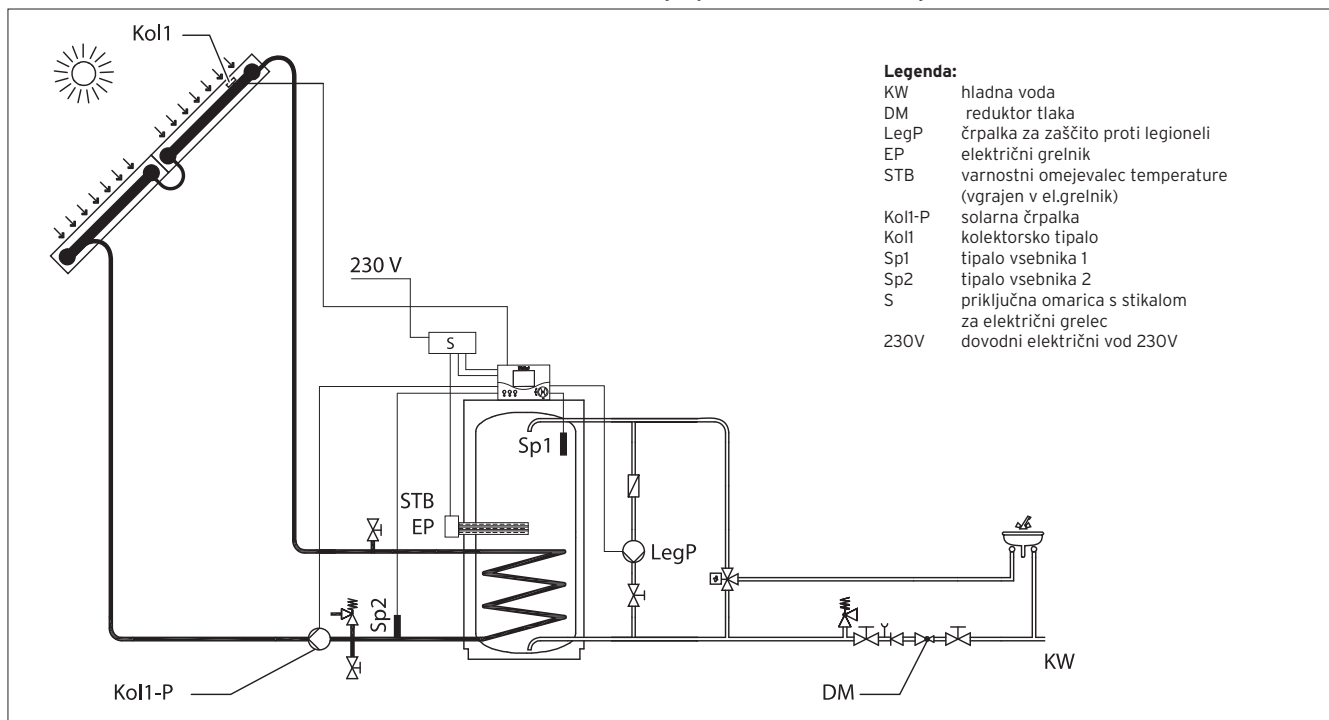 Kol1
230 V
S
Sp1
STB
EP
LegP
Sp2
Kol1-P
DM
KW
Legenda:
KW hladna voda
DM reduktor tlaka
LegP črpalka za zaščito proti legioneli
EP električni grelnik
STB varnostni omejevalec temperature
(vgrajen v el.grelnik)
Kol1-P solarna črpalka
Kol1 kolektorsko tipalo
Sp1 tipalo vsebnika 1
Sp2 tipalo vsebnika 2
S priključna omarica s stikalom
za električni grelec
230V dovodni električni vod 230V